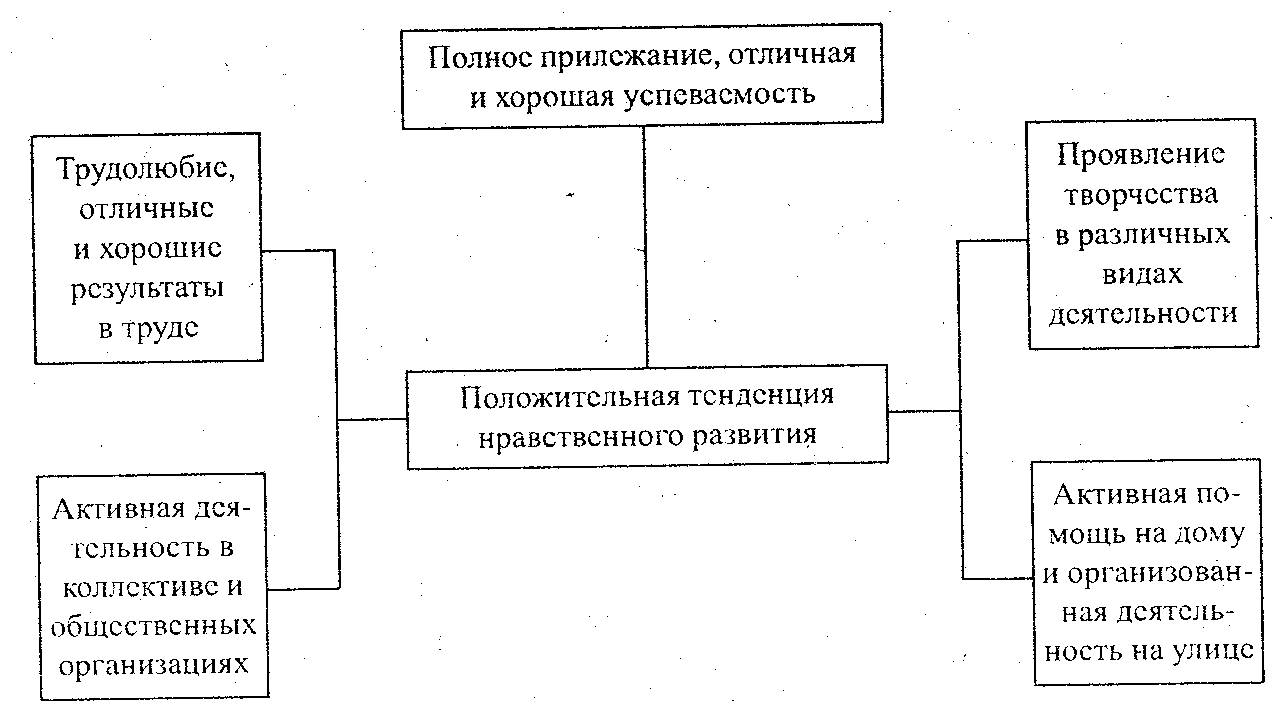 Полное прилежание, отличная
и хорошая успеваемость
Трудолюбие,
отличные
и хорошие
результаты
в труде
Проявление
творчества
в различных
видах
деятельности
Положительная тенденция
нравственного развития
Активная дея-
тельность в
коллективе и
общественных
организациях
Активная по-
мощь на дому
и организован-
ная деятель-
ность на улице